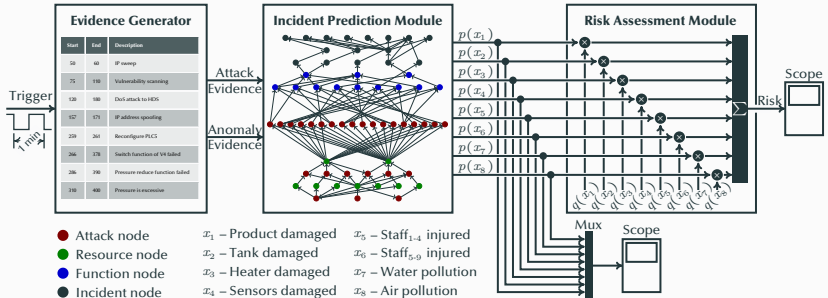 Evidence Generator
Start End Description
50 60 IP sweep
75 110 Vulnerability scanning
120 180 DoS attack to HDS
157 171 IP address spoofing
259 261 Reconfigure PLC5
266 378 Switch function of V4 failed
286 390 Pressure reduce function failed
310 400 Pressure is excessive
Trigger
1 min
Attack
Evidence
Anomaly
Evidence
Incident Prediction Module
p(x₁)
p(x₂)
p(x₃)
p(x₄)
p(x₅)
p(x₆)
p(x₇)
p(x₈)
Risk Assessment Module
Σ
Risk
Scope
q(x₁)
q(x₂)
q(x₃)
q(x₄)
q(x₅)
q(x₆)
q(x₇)
q(x₈)
Mux
Scope
Attack node
Resource node
Function node
Incident node
x₁ – Product damaged
x₂ – Tank damaged
x₃ – Heater damaged
x₄ – Sensors damaged
x₅ – Staff₁₋₄ injured
x₆ – Staff₅₋₉ injured
x₇ – Water pollution
x₈ – Air pollution